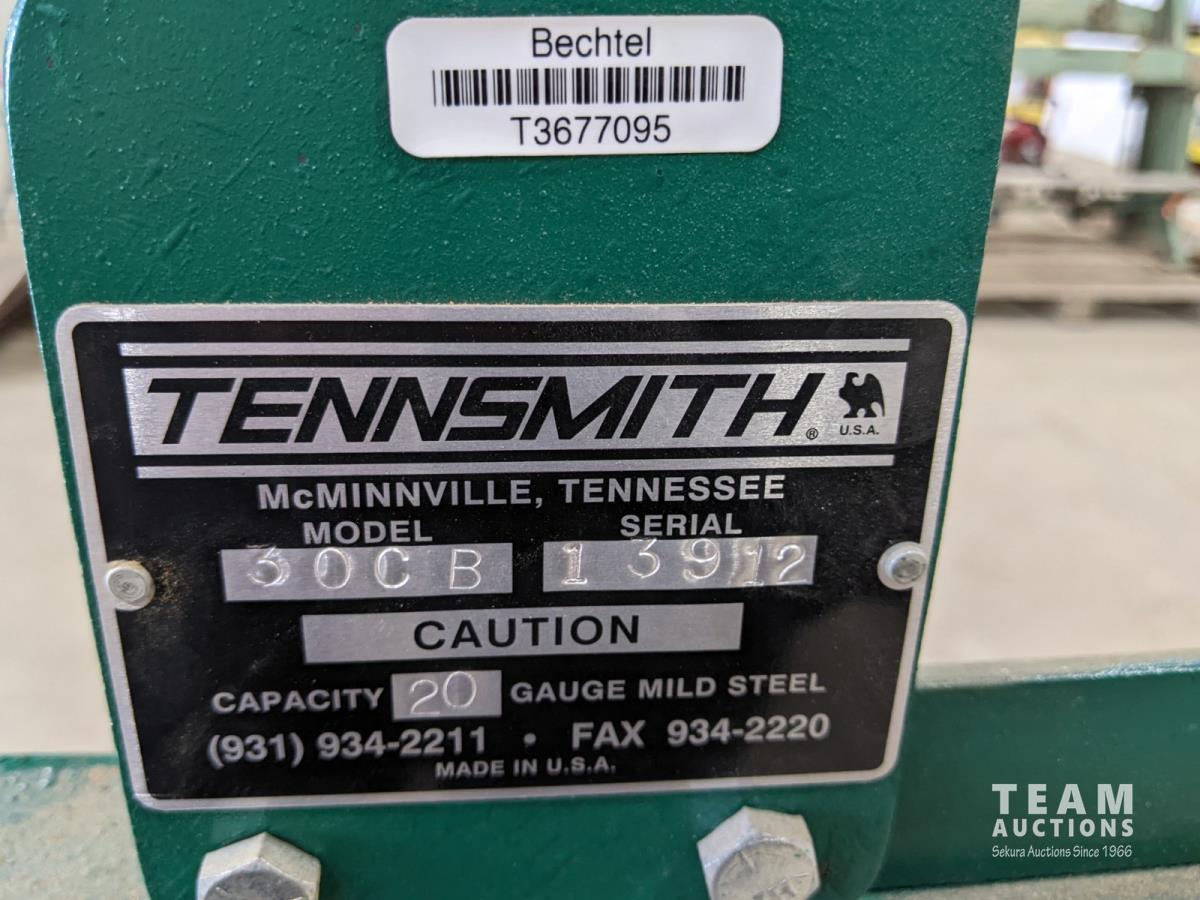 Bechtel
T3677095
TENNSMITH®
U.S.A.
McMINNVILLE, TENNESSEE
MODEL SERIAL
30CB 13912
CAUTION
CAPACITY 20 GAUGE MILD STEEL
(931) 934-2211 • FAX 934-2220
MADE IN U.S.A.
TEAM
AUCTIONS
Sekura Auctions Since 1966